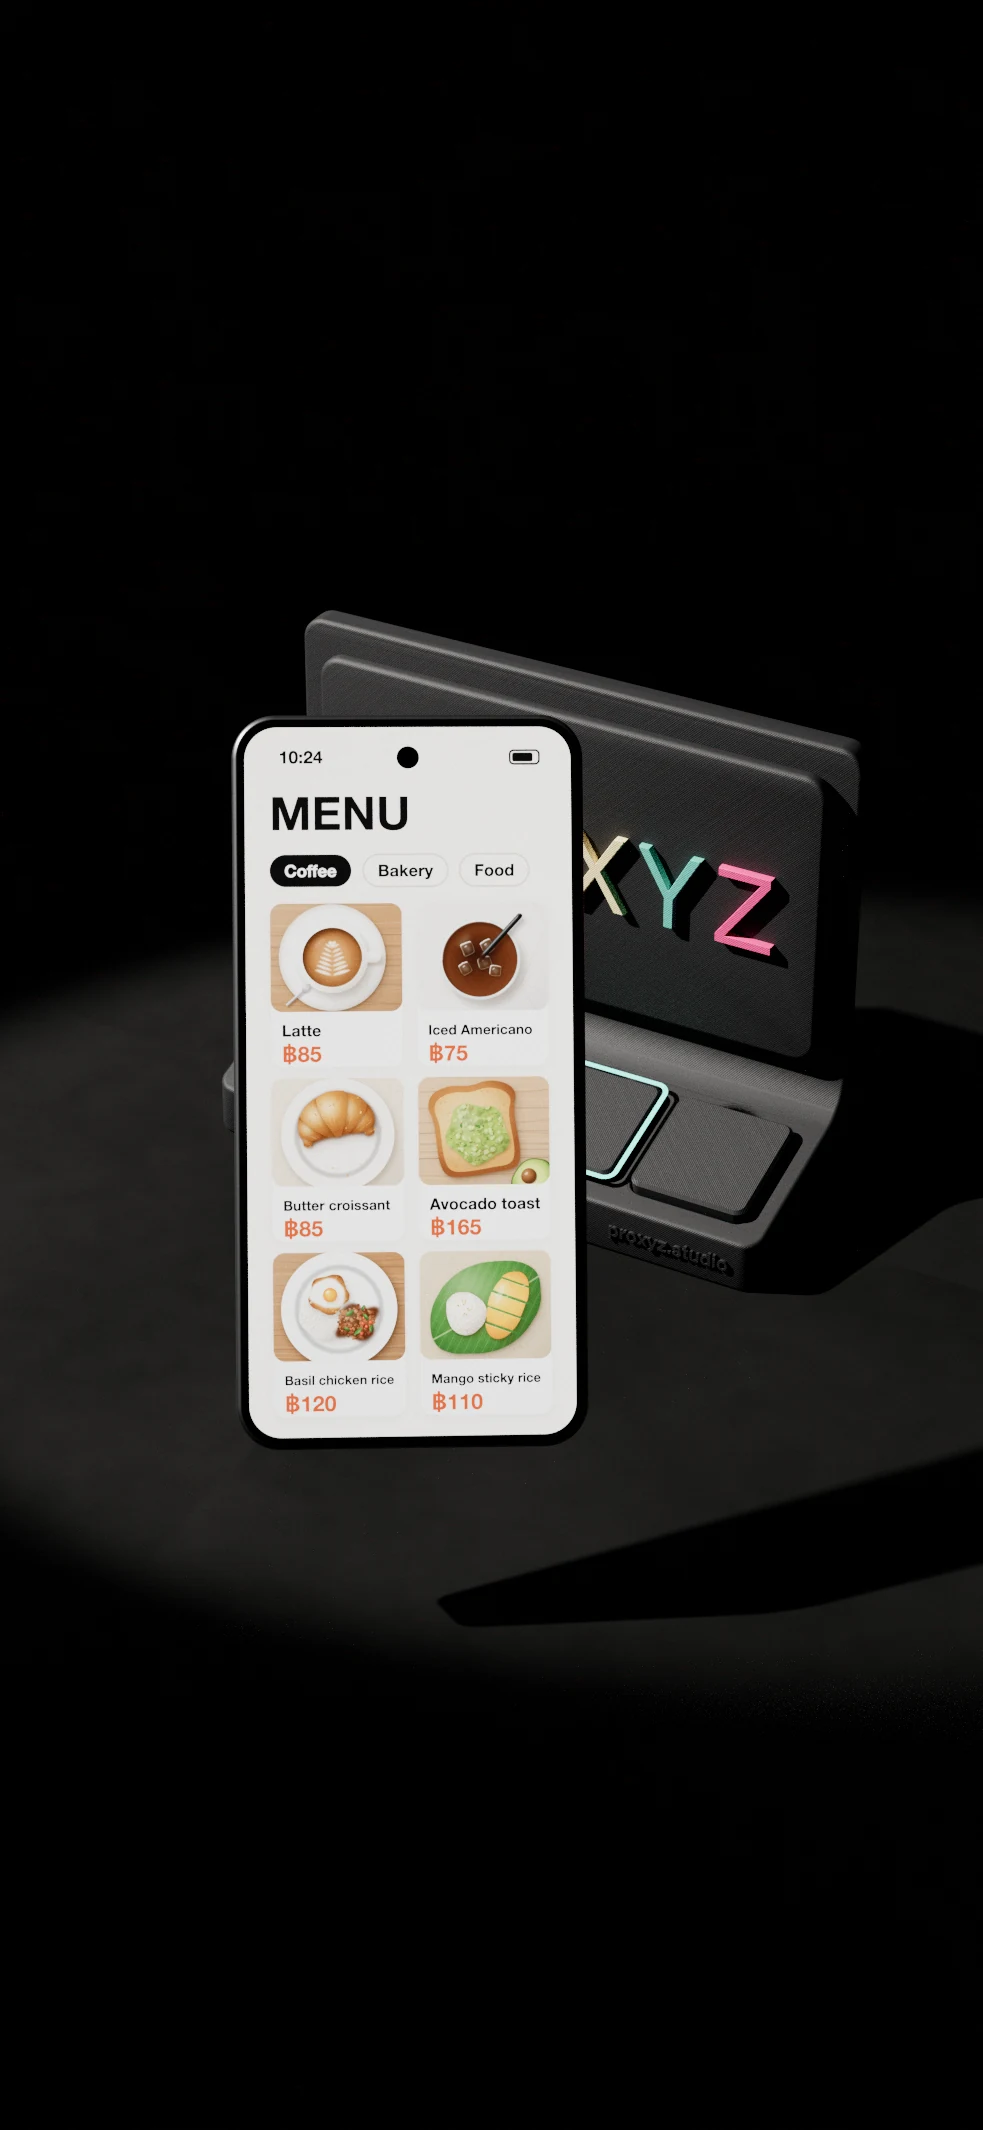 10:24
MENU
Coffee
Bakery
Food
Latte
฿85
Iced Americano
฿75
Butter croissant
฿85
Avocado toast
฿165
Basil chicken rice
฿120
Mango sticky rice
฿110
XYZ
proxyz.studio